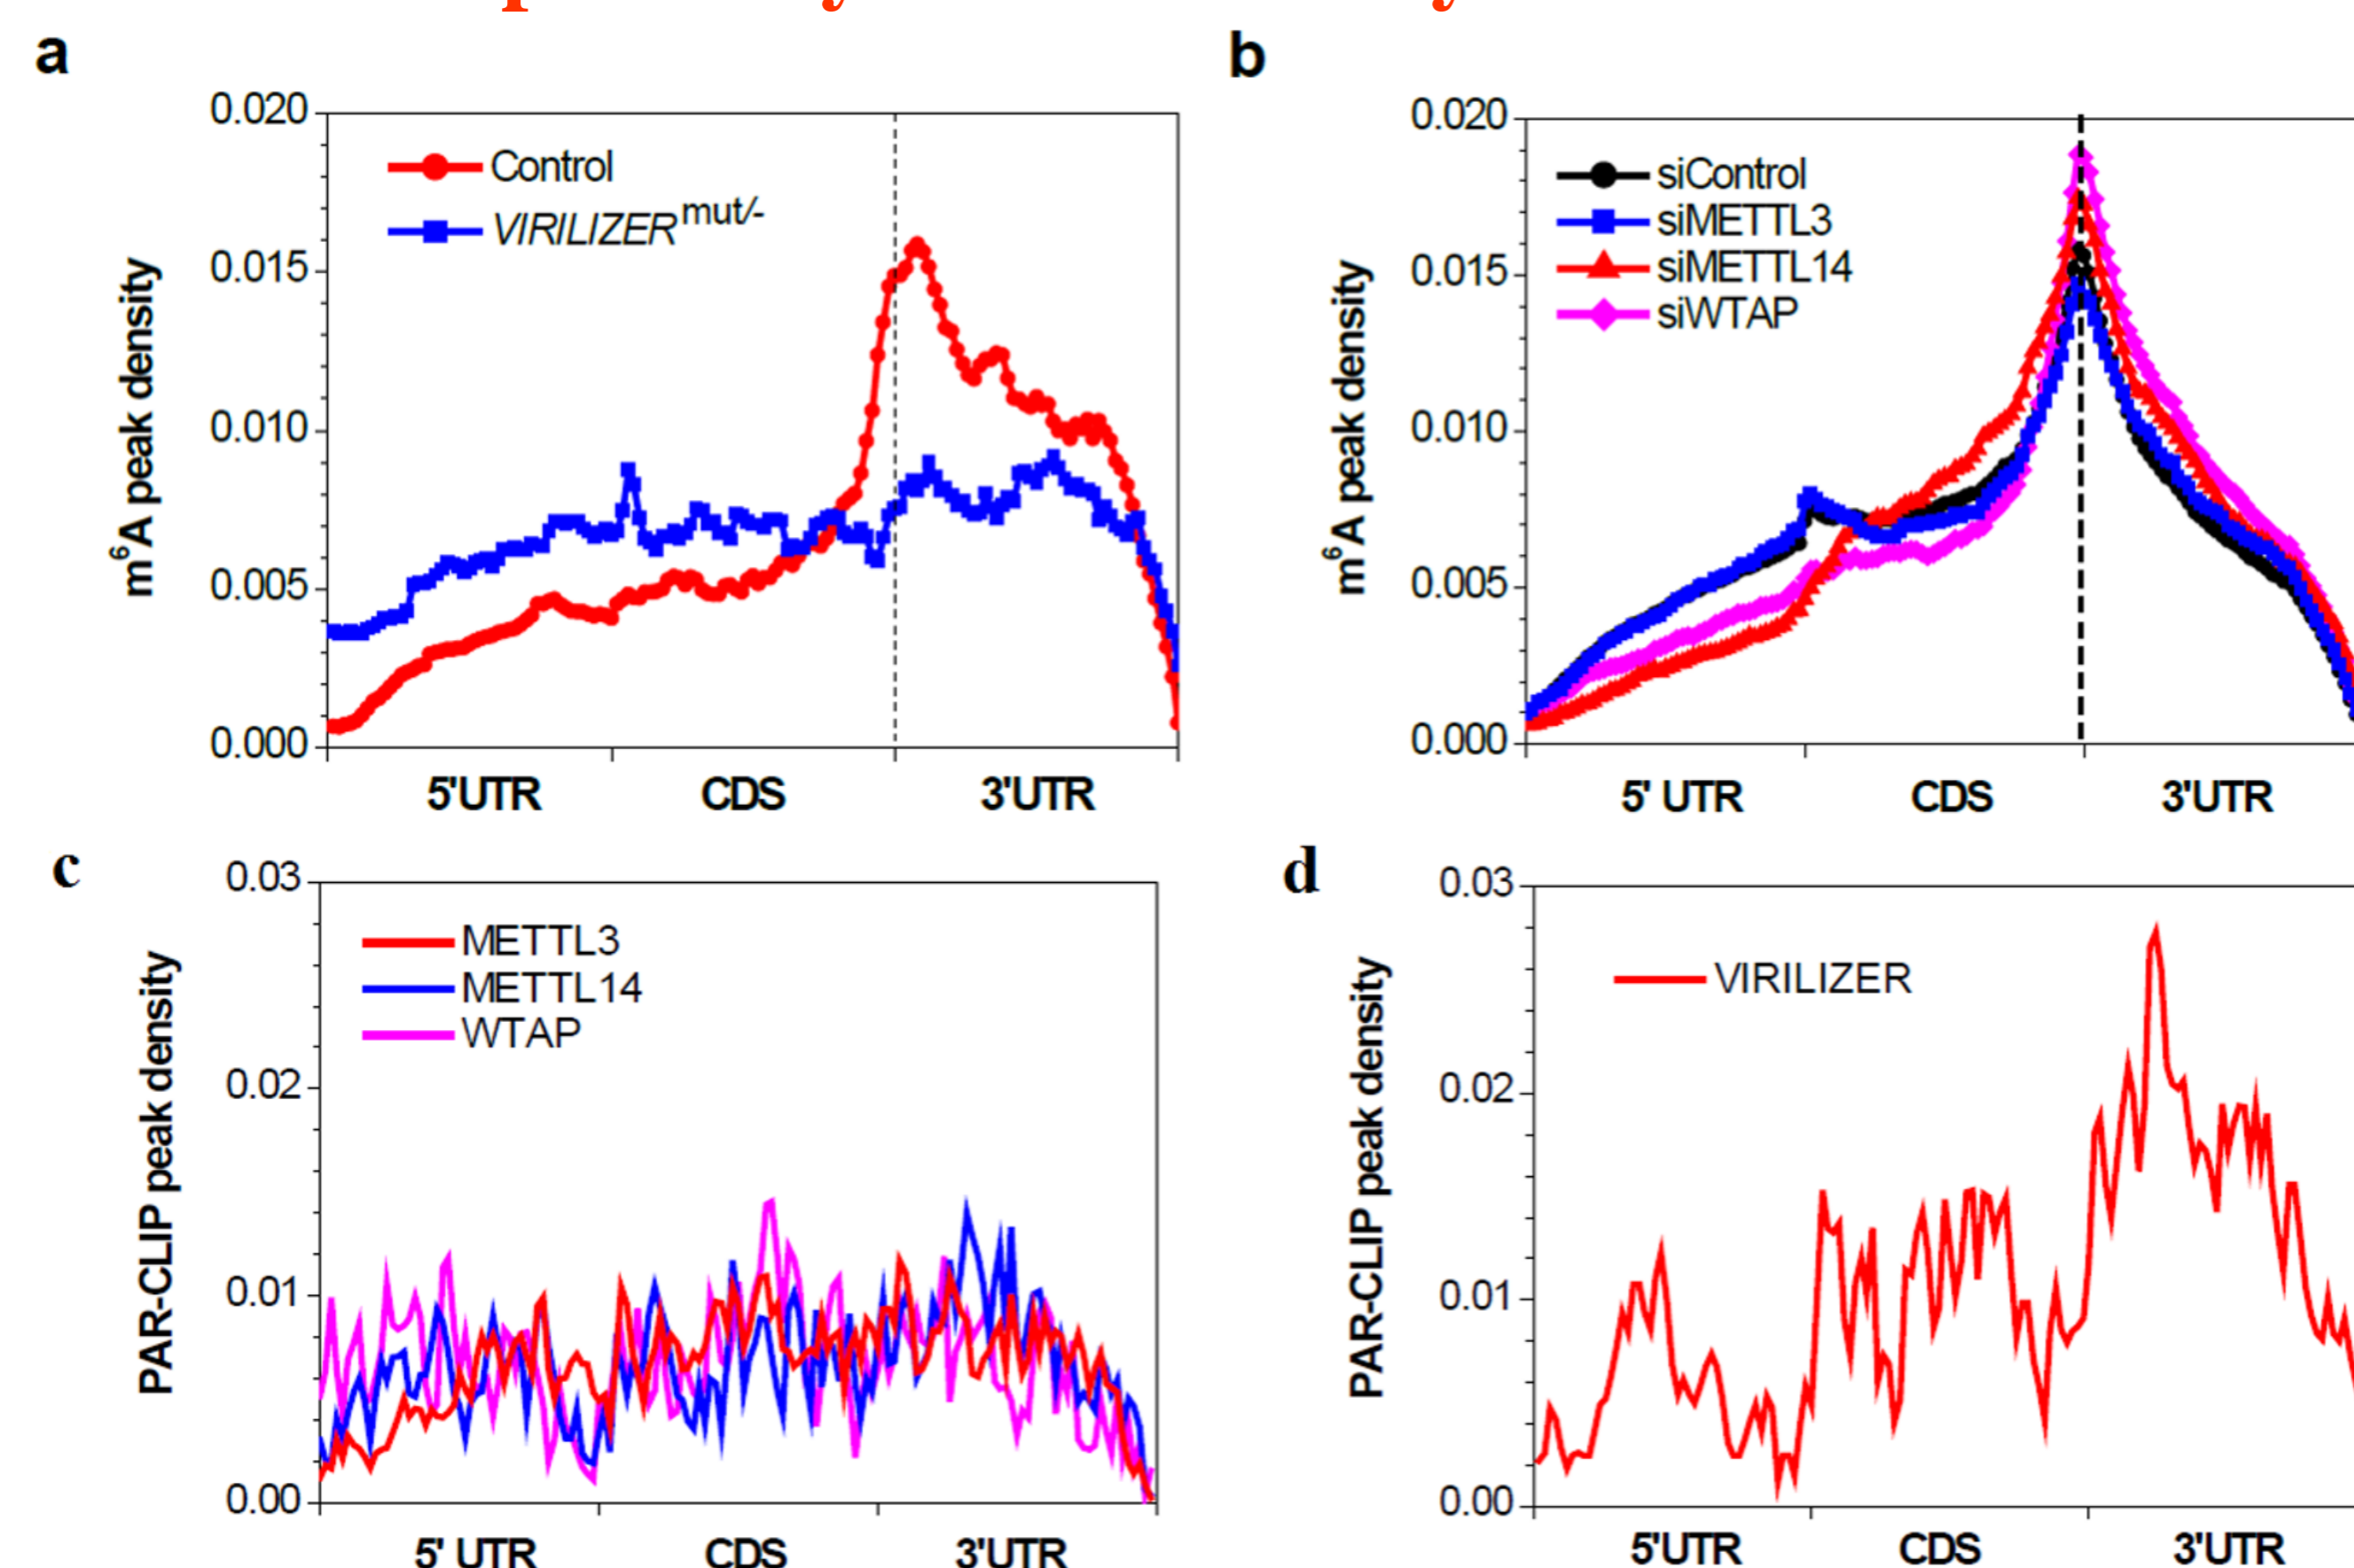 a
0.020
0.015
0.010
0.005
0.000
m6A peak density
Control
VIRILIZERmut/-
5'UTR CDS 3'UTR
b
0.020
0.015
0.010
0.005
0.000
m6A peak density
siControl
siMETTL3
siMETTL14
siWTAP
5' UTR CDS 3'UTR
c
0.03
0.02
0.01
0.00
PAR-CLIP peak density
METTL3
METTL14
WTAP
5' UTR CDS 3'UTR
d
0.03
0.02
0.01
0.00
PAR-CLIP peak density
VIRILIZER
5'UTR CDS 3'UTR